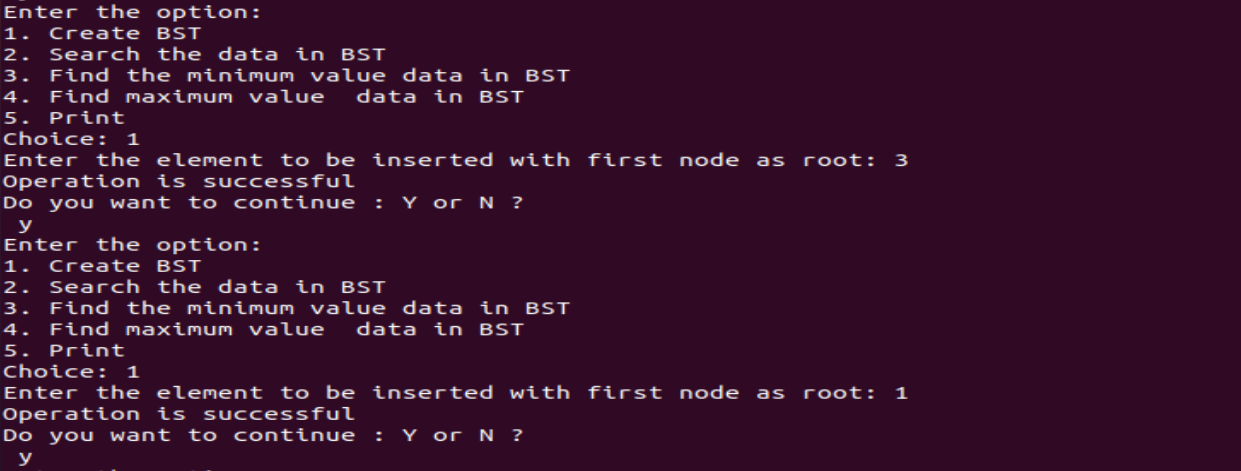 Enter the option:
1. Create BST
2. Search the data in BST
3. Find the minimum value data in BST
4. Find maximum value  data in BST
5. Print
Choice: 1
Enter the element to be inserted with first node as root: 3
Operation is successful
Do you want to continue : Y or N ?
 y
Enter the option:
1. Create BST
2. Search the data in BST
3. Find the minimum value data in BST
4. Find maximum value  data in BST
5. Print
Choice: 1
Enter the element to be inserted with first node as root: 1
Operation is successful
Do you want to continue : Y or N ?
 y